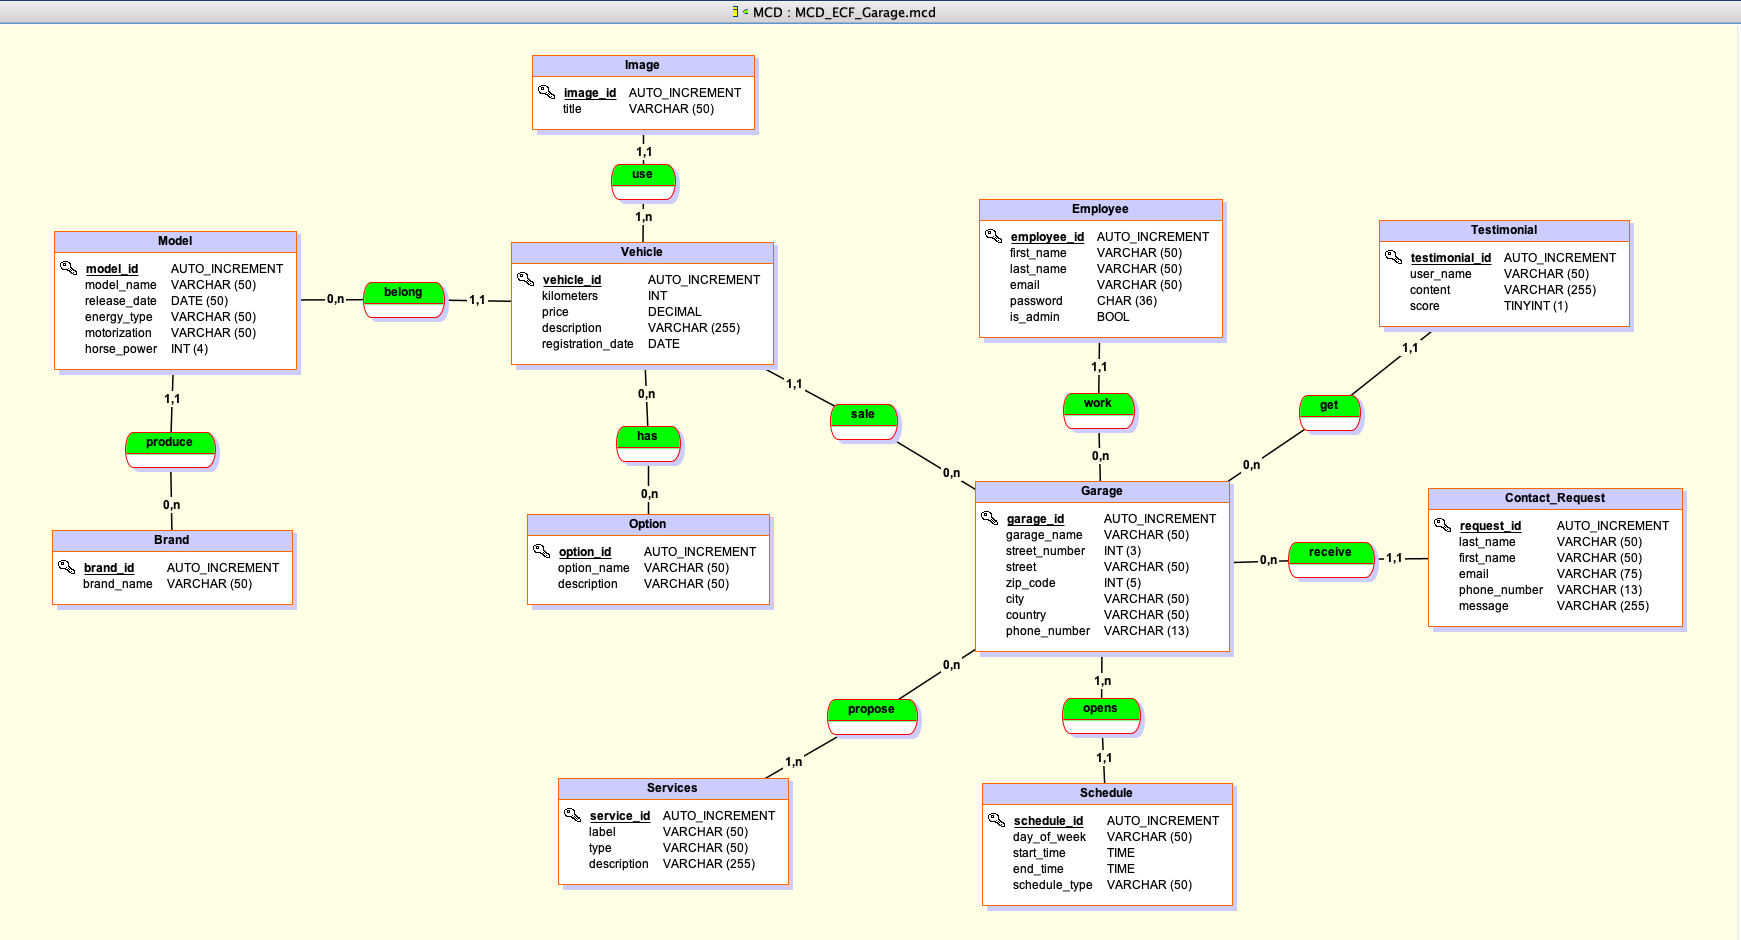 MCD : MCD_ECF_Garage.mcd
Image
image_id AUTO_INCREMENT
title VARCHAR (50)
1,1
use
1,n
Model
model_id AUTO_INCREMENT
model_name VARCHAR (50)
release_date DATE (50)
energy_type VARCHAR (50)
motorization VARCHAR (50)
horse_power INT (4)
0,n
belong
1,1
Vehicle
vehicle_id AUTO_INCREMENT
kilometers INT
price DECIMAL
description VARCHAR (255)
registration_date DATE
Employee
employee_id AUTO_INCREMENT
first_name VARCHAR (50)
last_name VARCHAR (50)
email VARCHAR (50)
password CHAR (36)
is_admin BOOL
Testimonial
testimonial_id AUTO_INCREMENT
user_name VARCHAR (50)
content VARCHAR (255)
score TINYINT (1)
1,1
produce
0,n
0,n
has
0,n
1,1
sale
0,n
1,1
work
0,n
1,1
get
0,n
Brand
brand_id AUTO_INCREMENT
brand_name VARCHAR (50)
Option
option_id AUTO_INCREMENT
option_name VARCHAR (50)
description VARCHAR (50)
Garage
garage_id AUTO_INCREMENT
garage_name VARCHAR (50)
street_number INT (3)
street VARCHAR (50)
zip_code INT (5)
city VARCHAR (50)
country VARCHAR (50)
phone_number VARCHAR (13)
0,n
receive
1,1
Contact_Request
request_id AUTO_INCREMENT
last_name VARCHAR (50)
first_name VARCHAR (50)
email VARCHAR (75)
phone_number VARCHAR (13)
message VARCHAR (255)
0,n
propose
1,n
1,n
opens
1,1
Services
service_id AUTO_INCREMENT
label VARCHAR (50)
type VARCHAR (50)
description VARCHAR (255)
Schedule
schedule_id AUTO_INCREMENT
day_of_week VARCHAR (50)
start_time TIME
end_time TIME
schedule_type VARCHAR (50)